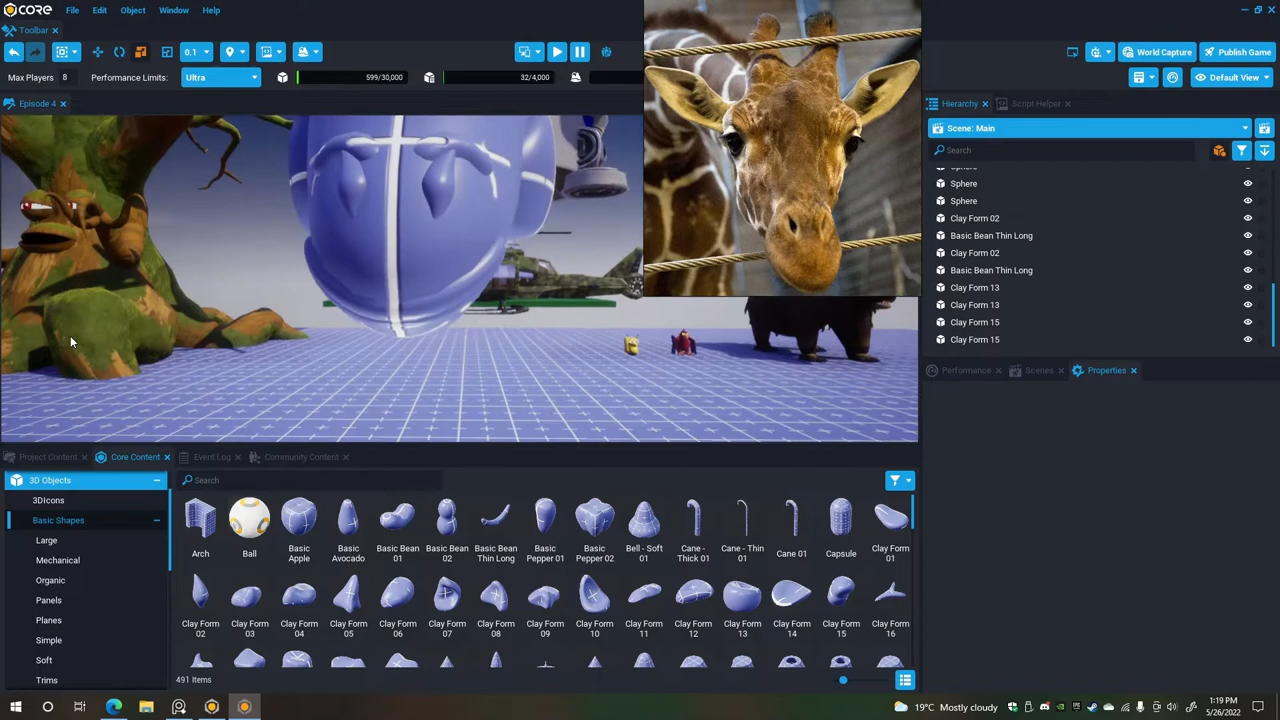 CORE File Edit Object Window Help
Toolbar
0.1 World Capture Publish Game
Max Players 8 Performance Limits: Ultra 599/30,000 32/4,000 Default View
Episode 4 Hierarchy Script Helper
Scene: Main
Search
Sphere
Sphere
Clay Form 02
Basic Bean Thin Long
Clay Form 02
Basic Bean Thin Long
Clay Form 13
Clay Form 13
Clay Form 15
Clay Form 15
Performance Scenes Properties
Project Content Core Content Event Log Community Content
3D Objects
3DIcons
Basic Shapes
Large
Mechanical
Organic
Panels
Planes
Simple
Soft
Trims
Search
Arch Ball Basic Apple Basic Avocado Basic Bean 01 Basic Bean 02 Basic Bean Thin Long Basic Pepper 01 Basic Pepper 02 Bell - Soft 01 Cane - Thick 01 Cane - Thin 01 Cane 01 Capsule Clay Form 01
Clay Form 02 Clay Form 03 Clay Form 04 Clay Form 05 Clay Form 06 Clay Form 07 Clay Form 08 Clay Form 09 Clay Form 10 Clay Form 11 Clay Form 12 Clay Form 13 Clay Form 14 Clay Form 15 Clay Form 16
491 Items
19°C Mostly cloudy
1:19 PM
5/26/2022